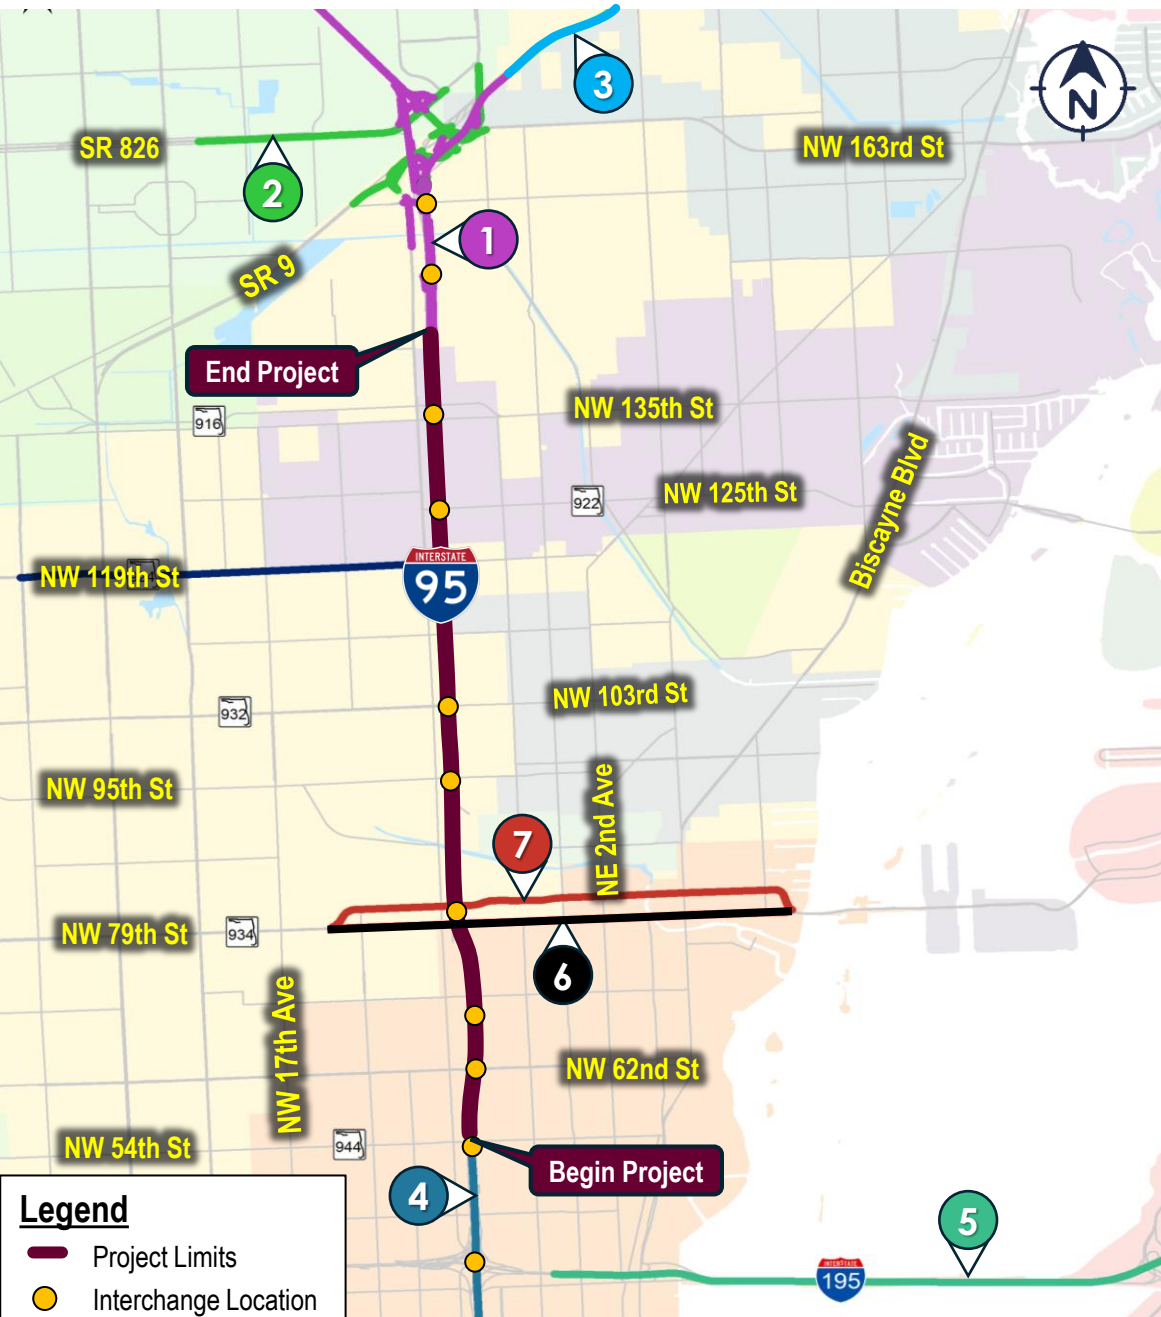 3
N
SR 826
NW 163rd St
2
1
SR 9
End Project
NW 135th St
916
NW 125th St
922
Biscayne Blvd
INTERSTATE
95
NW 119th St
NW 103rd St
932
NW 95th St
NE 2nd Ave
7
NW 79th St
934
6
NW 17th Ave
NW 62nd St
NW 54th St
944
Begin Project
4
5
INTERSTATE
195
Legend
Project Limits
Interchange Location